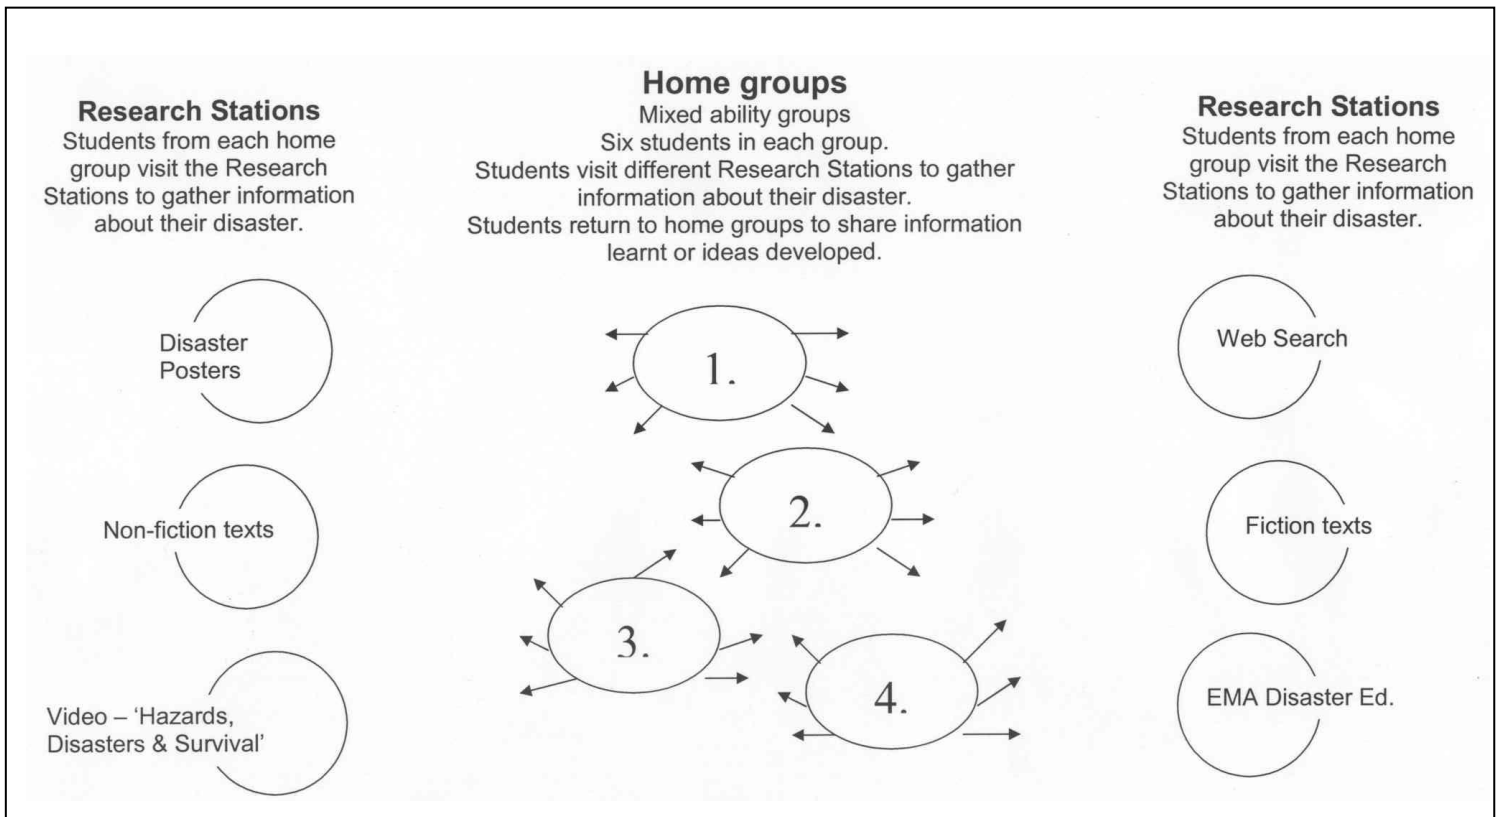 Research Stations
Students from each home
group visit the Research
Stations to gather information
about their disaster.
Disaster
Posters
Non-fiction texts
Video – ‘Hazards,
Disasters & Survival’
Home groups
Mixed ability groups
Six students in each group.
Students visit different Research Stations to gather
information about their disaster.
Students return to home groups to share information
learnt or ideas developed.
1.
2.
3.
4.
Research Stations
Students from each home
group visit the Research
Stations to gather information
about their disaster.
Web Search
Fiction texts
EMA Disaster Ed.